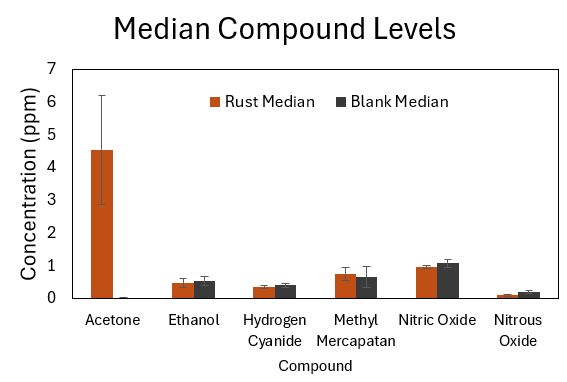 Median Compound Levels
7
6
5
4
3
2
1
0
Concentration (ppm)
Rust Median
Blank Median
Acetone
Ethanol
Hydrogen
Cyanide
Methyl
Mercapatan
Nitric Oxide
Nitrous
Oxide
Compound